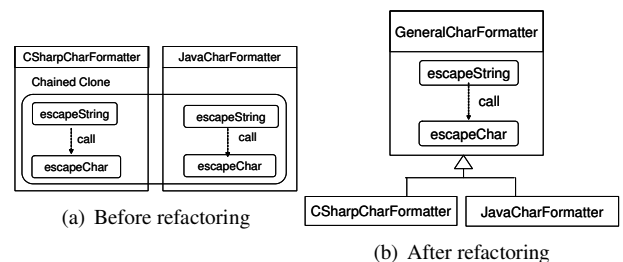 CSharpCharFormatter
JavaCharFormatter
Chained Clone
escapeString
call
escapeChar
escapeString
call
escapeChar
(a) Before refactoring
GeneralCharFormatter
escapeString
call
escapeChar
CSharpCharFormatter
JavaCharFormatter
(b) After refactoring